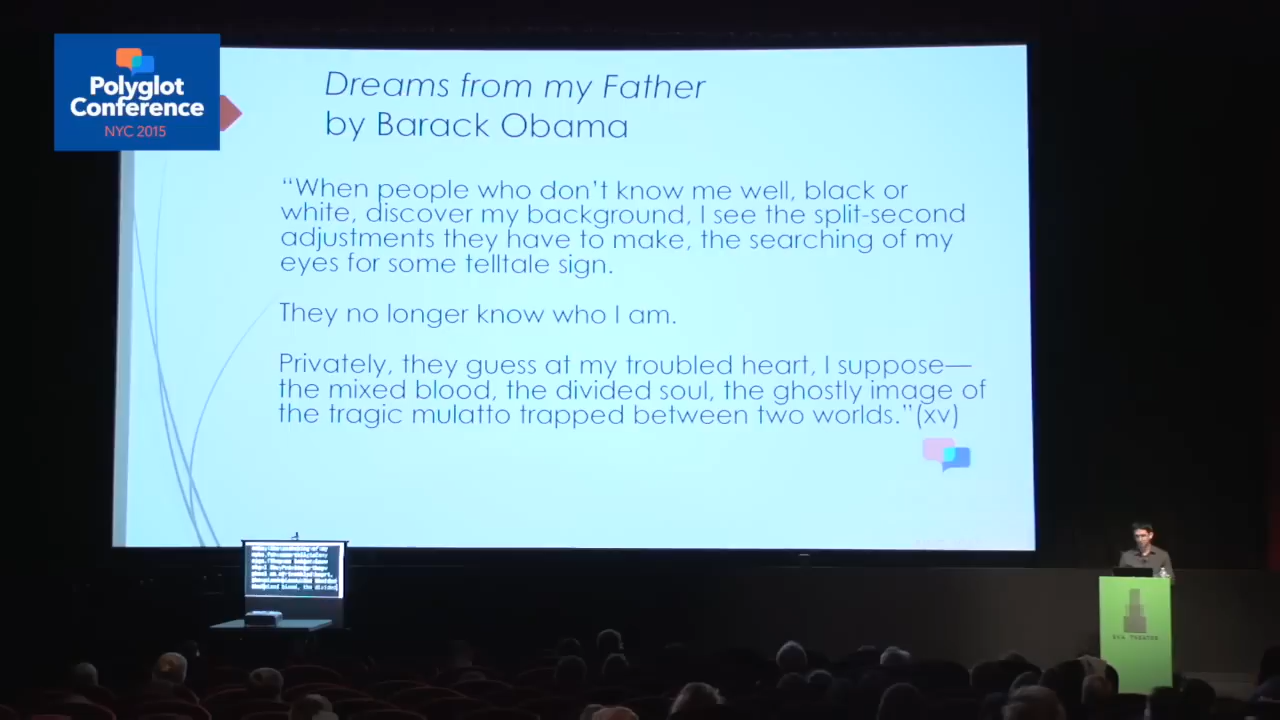 Polyglot
Conference
NYC 2015
Dreams from my Father
by Barack Obama
“When people who don’t know me well, black or
white, discover my background, I see the split-second
adjustments they have to make, the searching of my
eyes for some telltale sign.
They no longer know who I am.
Privately, they guess at my troubled heart, I suppose—
the mixed blood, the divided soul, the ghostly image of
the tragic mulatto trapped between two worlds.”(xv)